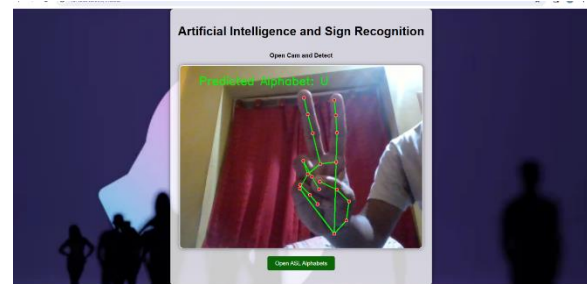 Artificial Intelligence and Sign Recognition
Open Cam and Detect
Predicted Alphabet: U
Open ASL Alphabets